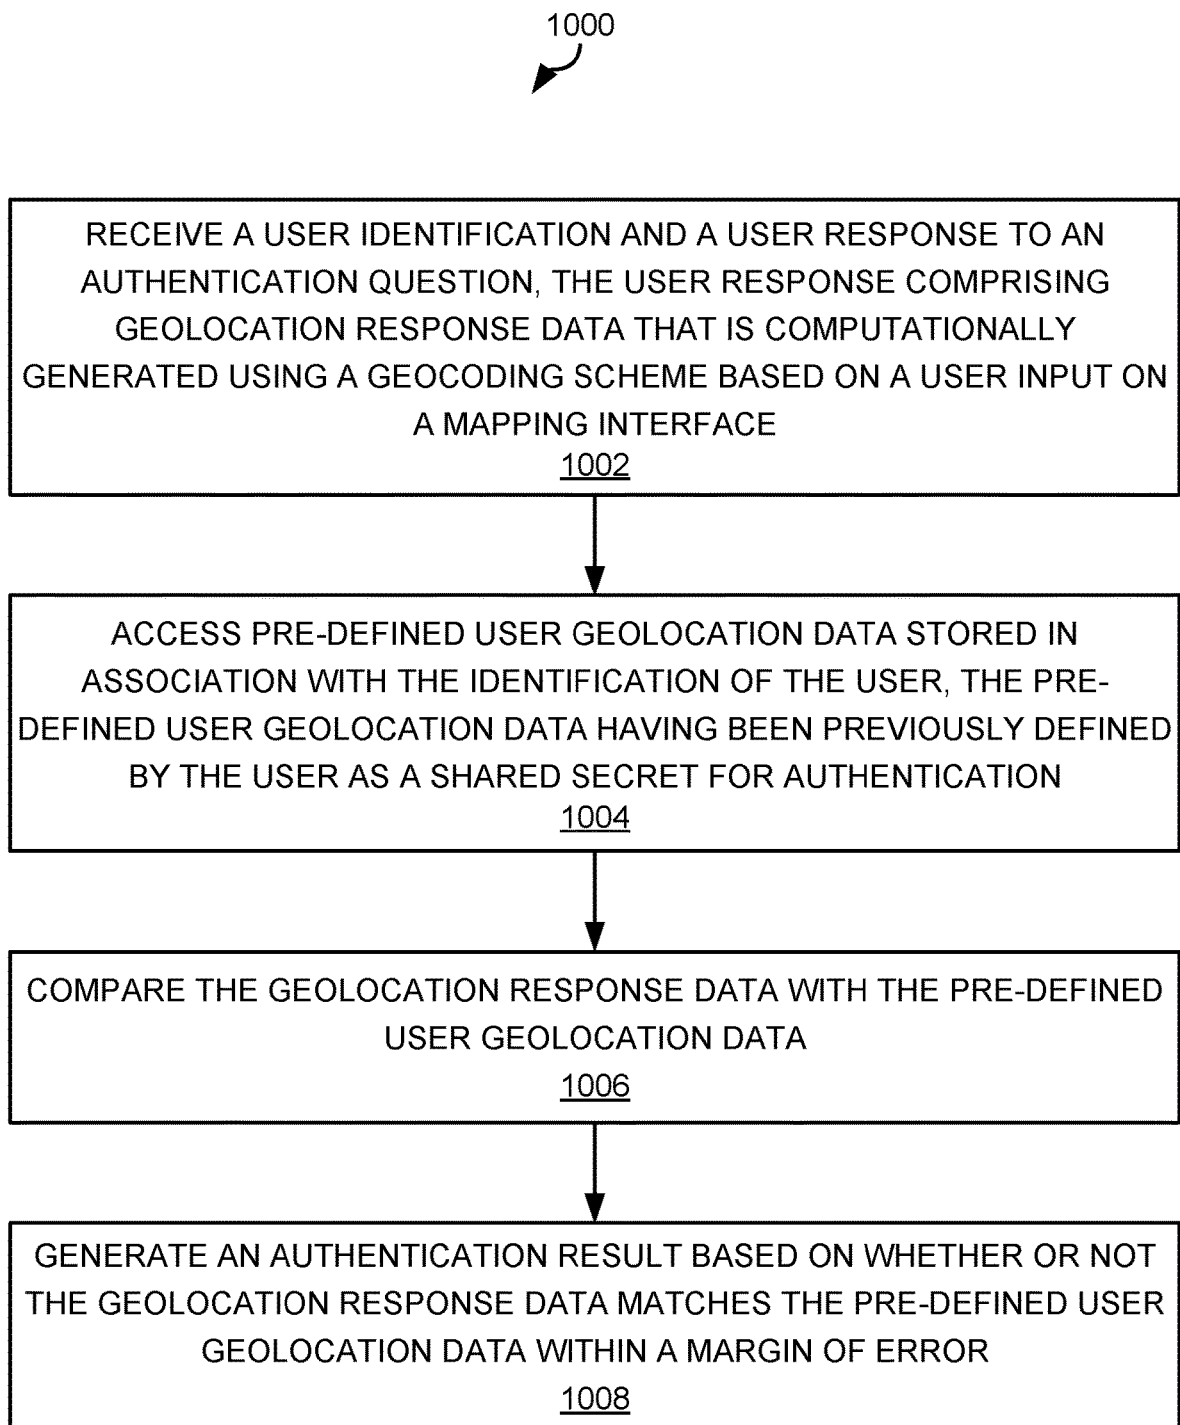 1000
RECEIVE A USER IDENTIFICATION AND A USER RESPONSE TO AN
AUTHENTICATION QUESTION, THE USER RESPONSE COMPRISING
GEOLOCATION RESPONSE DATA THAT IS COMPUTATIONALLY
GENERATED USING A GEOCODING SCHEME BASED ON A USER INPUT ON
A MAPPING INTERFACE
1002
ACCESS PRE-DEFINED USER GEOLOCATION DATA STORED IN
ASSOCIATION WITH THE IDENTIFICATION OF THE USER, THE PRE-
DEFINED USER GEOLOCATION DATA HAVING BEEN PREVIOUSLY DEFINED
BY THE USER AS A SHARED SECRET FOR AUTHENTICATION
1004
COMPARE THE GEOLOCATION RESPONSE DATA WITH THE PRE-DEFINED
USER GEOLOCATION DATA
1006
GENERATE AN AUTHENTICATION RESULT BASED ON WHETHER OR NOT
THE GEOLOCATION RESPONSE DATA MATCHES THE PRE-DEFINED USER
GEOLOCATION DATA WITHIN A MARGIN OF ERROR
1008